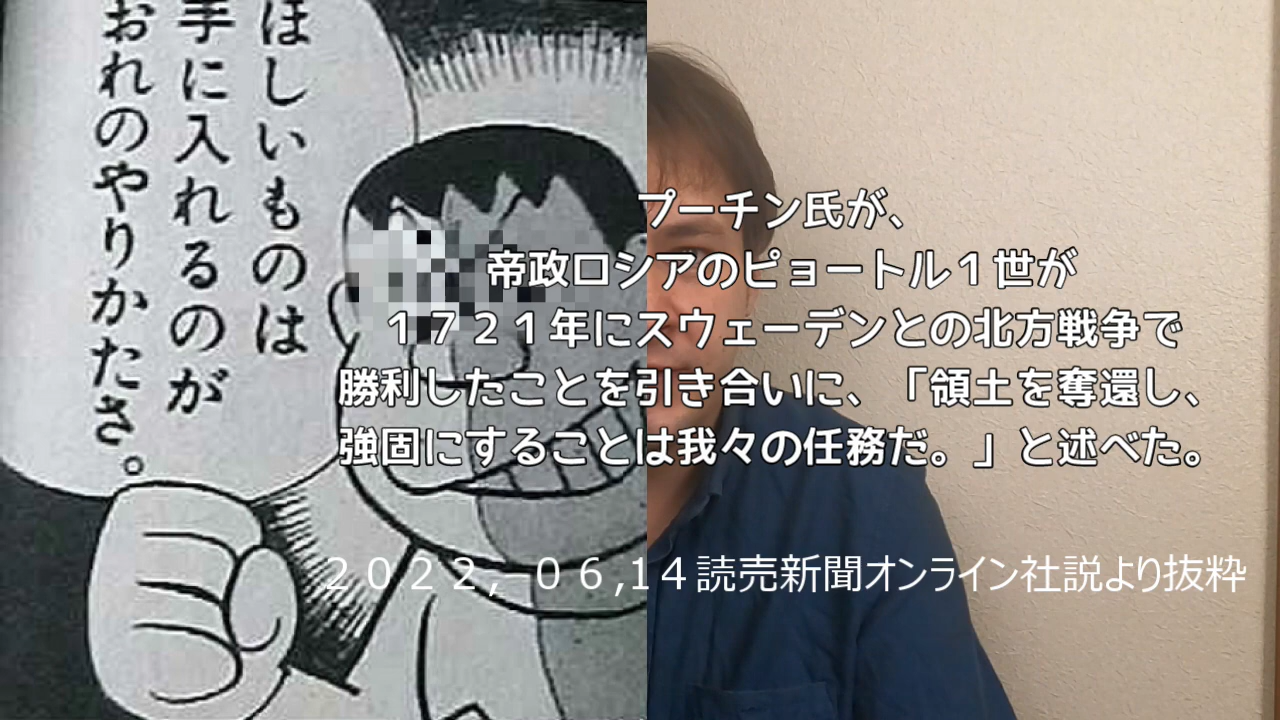 ほしいものは
手に入れるのが
おれのやりかたさ。
プーチン氏が、
帝政ロシアのピョートル１世が
１７２１年にスウェーデンとの北方戦争で
勝利したことを引き合いに、「領土を奪還し、
強固にすることは我々の任務だ。」と述べた。
２０２２，０６,1４読売新聞オンライン社説より抜粋